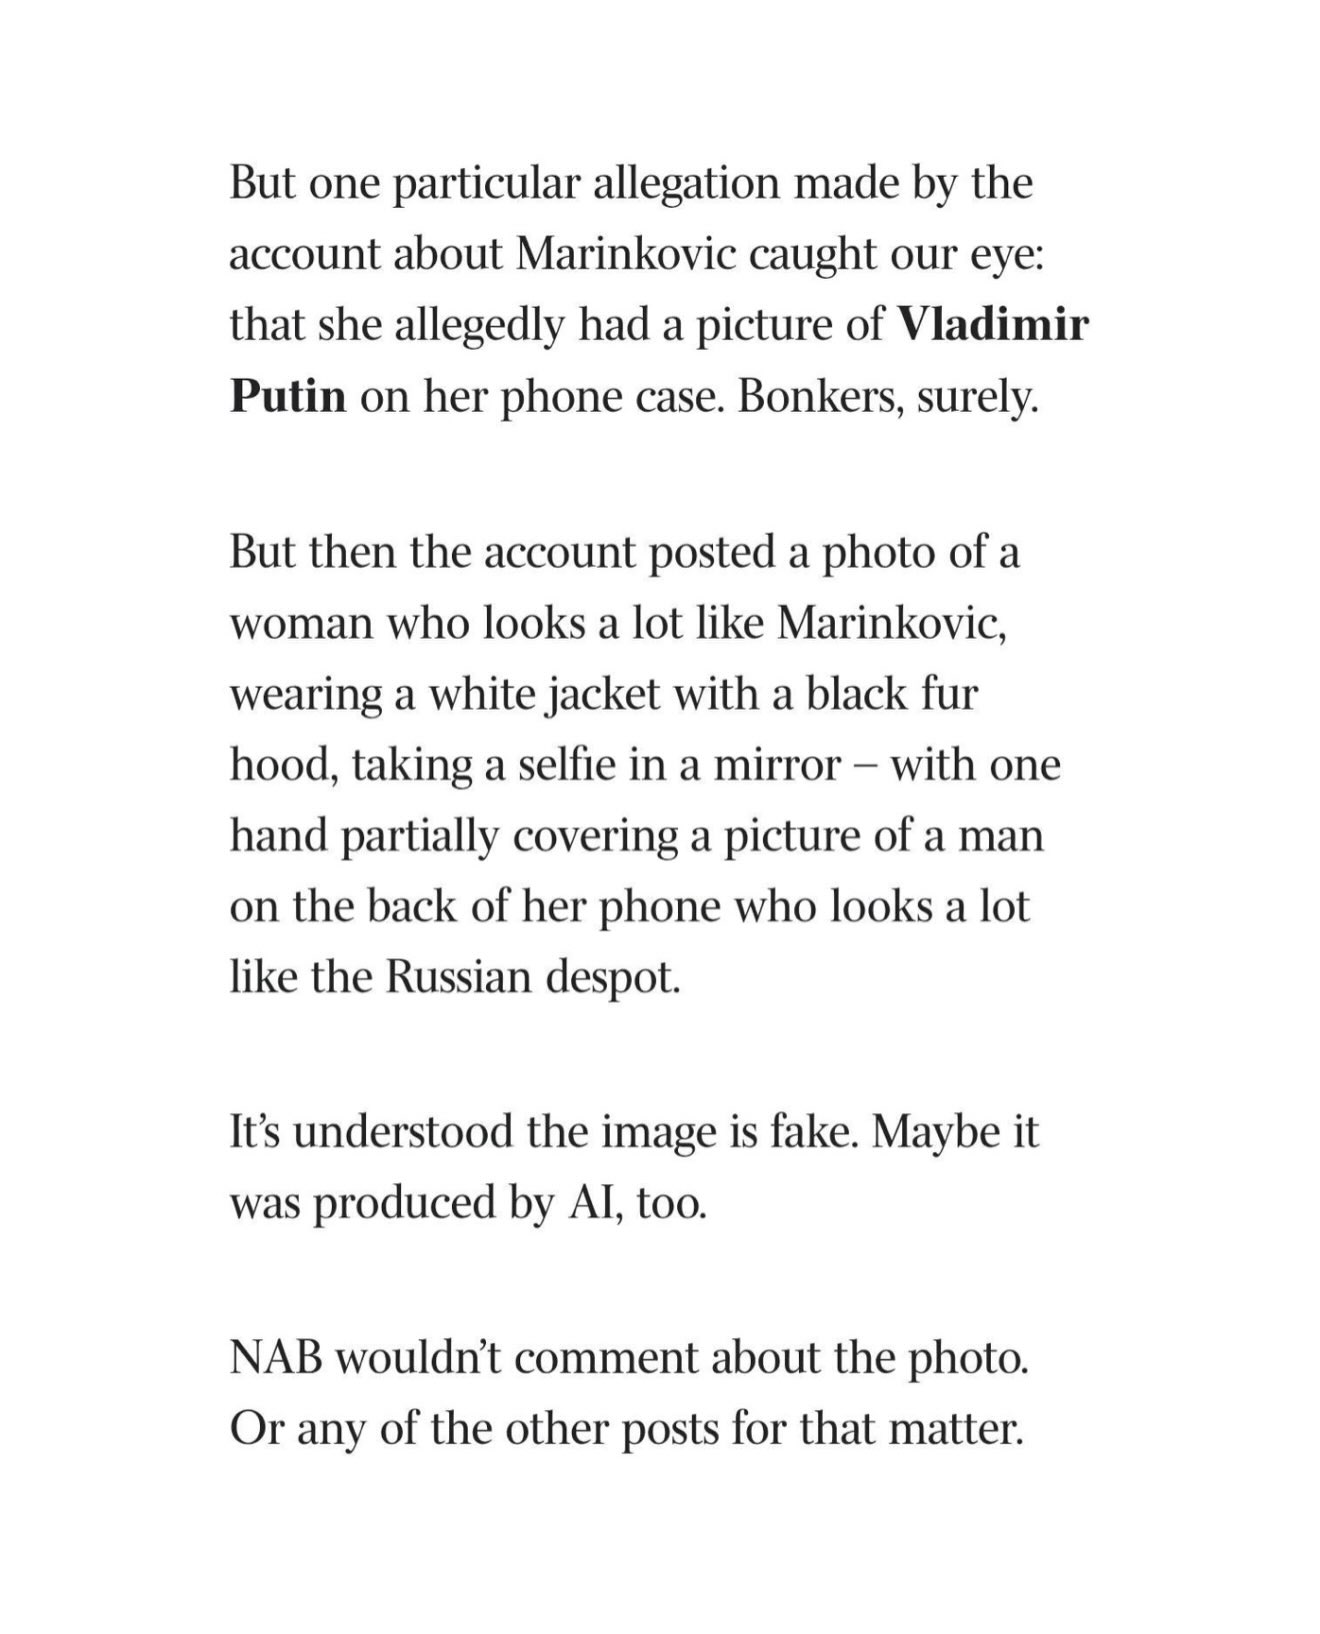 But one particular allegation made by the
account about Marinkovic caught our eye:
that she allegedly had a picture of Vladimir
Putin on her phone case. Bonkers, surely.
But then the account posted a photo of a
woman who looks a lot like Marinkovic,
wearing a white jacket with a black fur
hood, taking a selfie in a mirror – with one
hand partially covering a picture of a man
on the back of her phone who looks a lot
like the Russian despot.
It’s understood the image is fake. Maybe it
was produced by AI, too.
NAB wouldn’t comment about the photo.
Or any of the other posts for that matter.